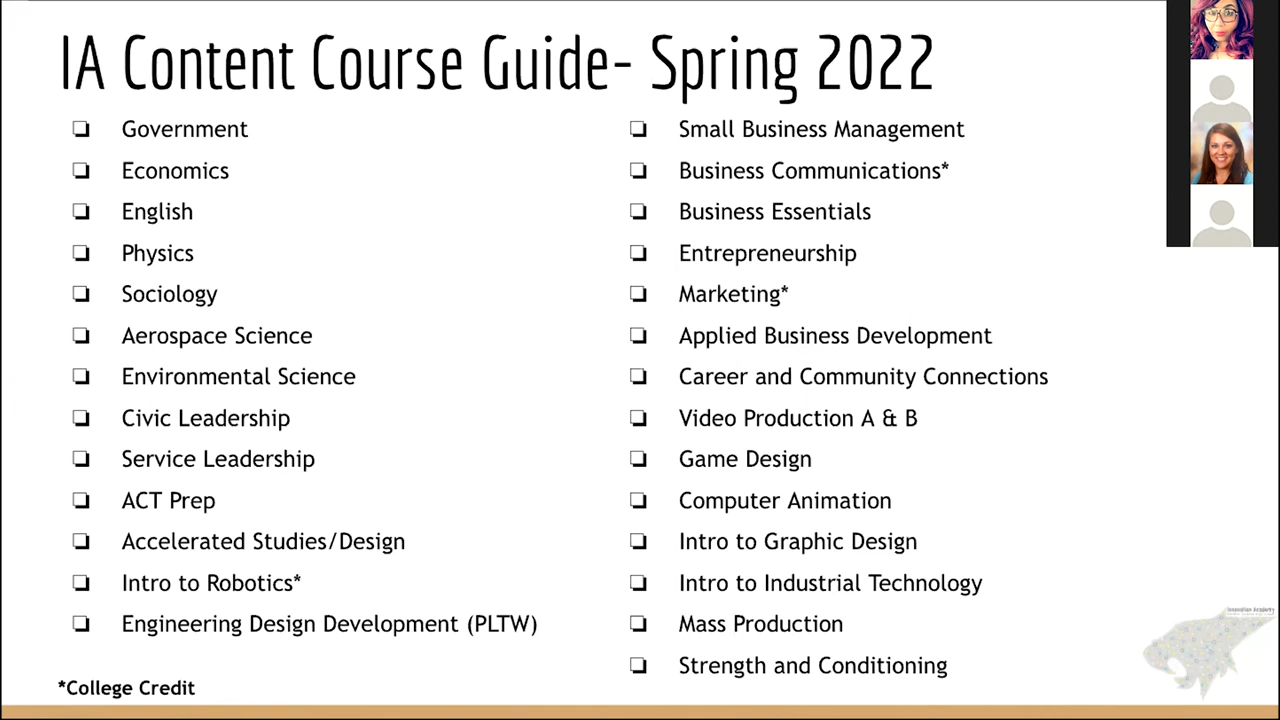 IA Content Course Guide- Spring 2022
❏ Government
❏ Economics
❏ English
❏ Physics
❏ Sociology
❏ Aerospace Science
❏ Environmental Science
❏ Civic Leadership
❏ Service Leadership
❏ ACT Prep
❏ Accelerated Studies/Design
❏ Intro to Robotics*
❏ Engineering Design Development (PLTW)
*College Credit
❏ Small Business Management
❏ Business Communications*
❏ Business Essentials
❏ Entrepreneurship
❏ Marketing*
❏ Applied Business Development
❏ Career and Community Connections
❏ Video Production A & B
❏ Game Design
❏ Computer Animation
❏ Intro to Graphic Design
❏ Intro to Industrial Technology
❏ Mass Production
❏ Strength and Conditioning
Innovation Academy